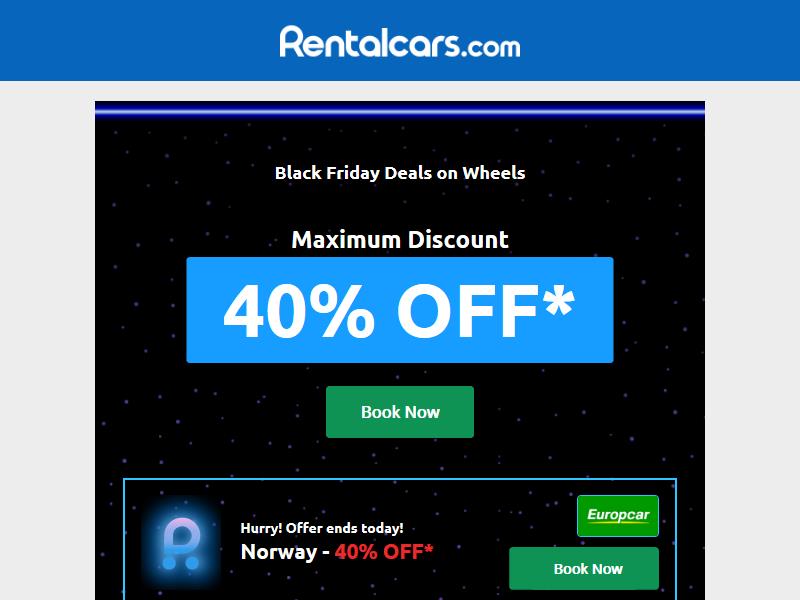 Rentalcars.com
Black Friday Deals on Wheels
Maximum Discount
40% OFF*
Book Now
Europcar
Hurry! Offer ends today!
Norway - 40% OFF*
Book Now